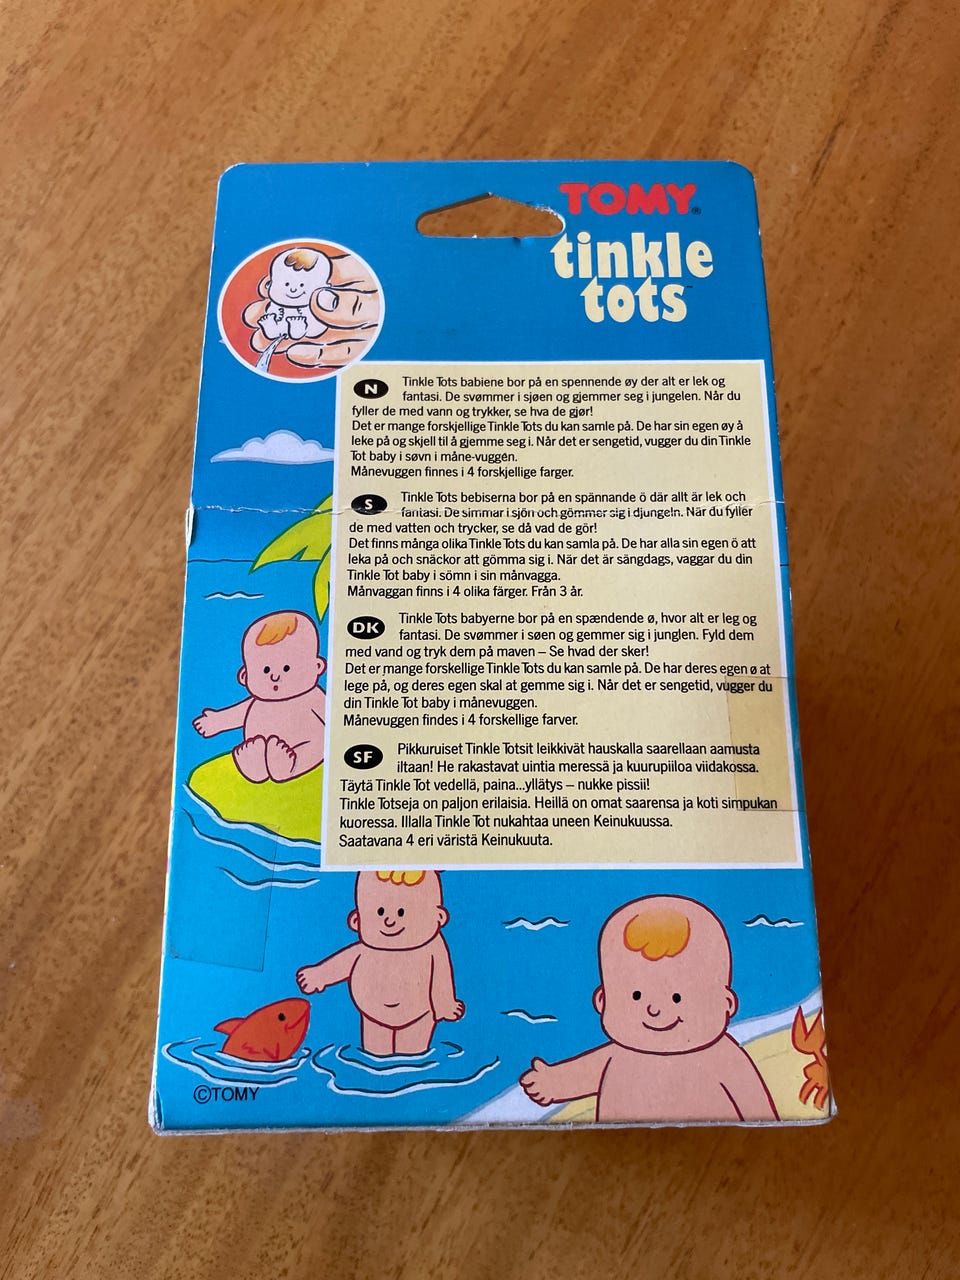 TOMY®
tinkle
tots™
N Tinkle Tots babiene bor på en spennende øy der alt er lek og
fantasi. De svømmer i sjøen og gjemmer seg i jungelen. Når du
fyller de med vann og trykker, se hva de gjør!
Det er mange forskjellige Tinkle Tots du kan samle på. De har sin egen øy å
leke på og skjell til å gjemme seg i. Når det er sengetid, vugger du din Tinkle
Tot baby i søvn i måne-vuggen.
Månevuggen finnes i 4 forskjellige farger.
S Tinkle Tots bebiserna bor på en spännande ö där allt är lek och
fantasi. De simmar i sjön och gömmer sig i djungeln. När du fyller
de med vatten och trycker, se då vad de gör!
Det finns många olika Tinkle Tots du kan samla på. De har alla sin egen ö att
leka på och snäckor att gömma sig i. När det är sängdags, vaggar du din
Tinkle Tot baby i sömn i sin månvagga.
Månvaggan finns i 4 olika färger. Från 3 år.
DK Tinkle Tots babyerne bor på en spændende ø, hvor alt er leg og
fantasi. De svømmer i søen og gemmer sig i junglen. Fyld dem
med vand og tryk dem på maven – Se hvad der sker!
Det er mange forskellige Tinkle Tots du kan samle på. De har deres egen ø at
lege på, og deres egen skal at gemme sig i. Når det er sengetid, vugger du
din Tinkle Tot baby i månevuggen.
Månevuggen findes i 4 forskellige farver.
SF Pikkuruiset Tinkle Totsit leikkivät hauskalla saarellaan aamusta
iltaan! He rakastavat uintia meressä ja kuurupiiloa viidakossa.
Täytä Tinkle Tot vedellä, paina...yllätys – nukke pissii!
Tinkle Totseja on paljon erilaisia. Heillä on omat saarensa ja koti simpukan
kuoressa. Illalla Tinkle Tot nukahtaa uneen Keinukuussa.
Saatavana 4 eri väristä Keinukuuta.
©TOMY